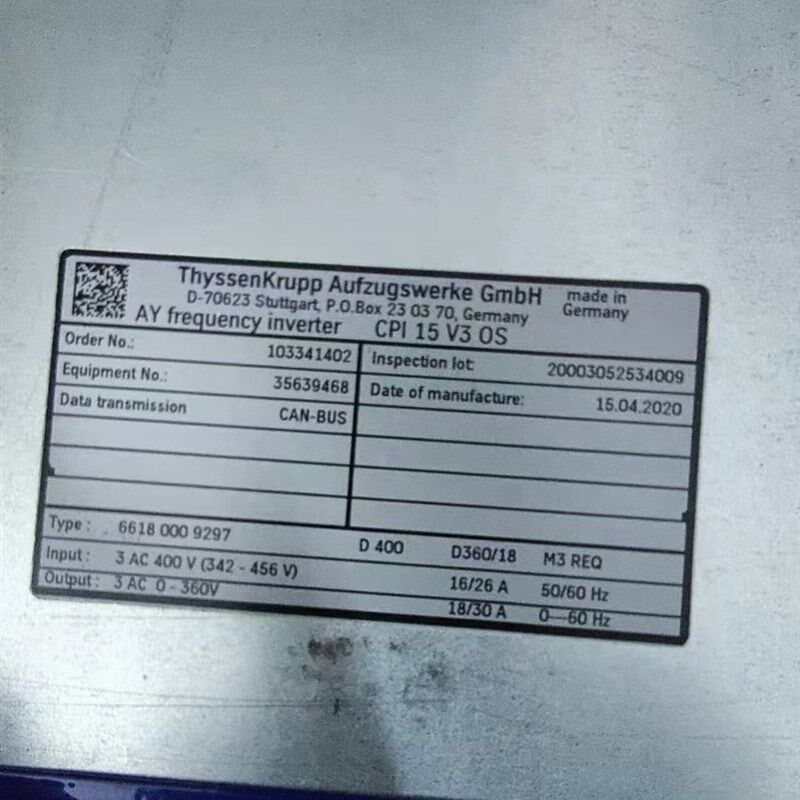 ThyssenKrupp Aufzugswerke GmbH made in
D-70623 Stuttgart, P.O.Box 23 03 70, Germany Germany
AY frequency inverter CPI 15 V3 OS
Order No.: 103341402 Inspection lot: 20003052534009
Equipment No.: 35639468 Date of manufacture: 15.04.2020
Data transmission CAN-BUS
Type: 6618 000 9297 D 400 D360/18 M3 REQ
Input: 3 AC 400 V (342 - 456 V) 16/26 A 50/60 Hz
Output: 3 AC 0 - 360V 18/30 A 0—60 Hz